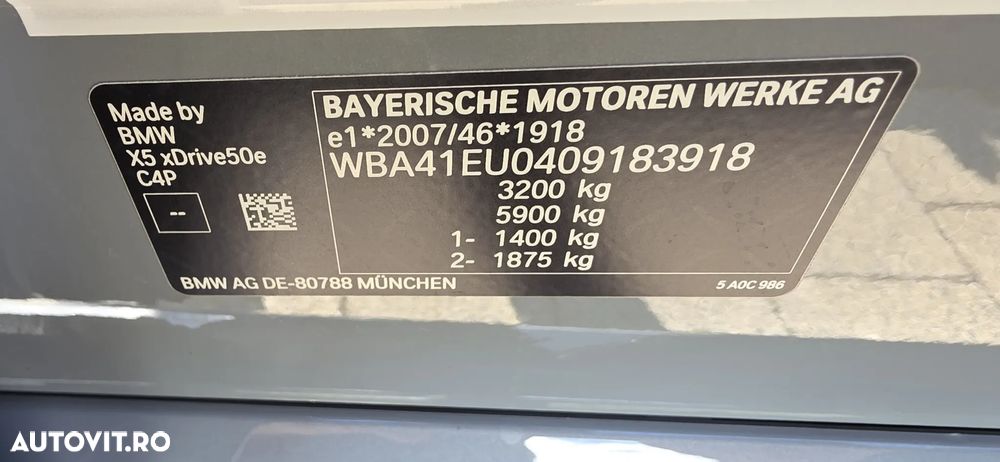 Made by
BMW
X5 xDrive50e
C4P
--
BAYERISCHE MOTOREN WERKE AG
e1*2007/46*1918
WBA41EU0409183918
3200 kg
5900 kg
1- 1400 kg
2- 1875 kg
BMW AG DE-80788 MÜNCHEN
5 A0C 986
AUTOVIT.RO